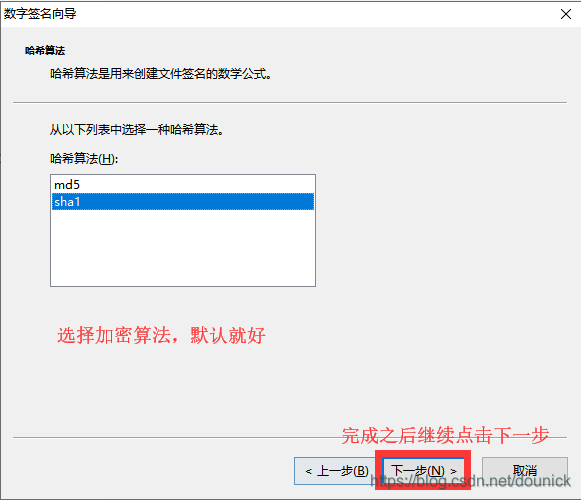 数字签名向导
哈希算法
哈希算法是用来创建文件签名的数学公式。
从以下列表中选择一种哈希算法。
哈希算法(H):
md5
sha1
选择加密算法，默认就好
完成之后继续点击下一步
< 上一步(B) 下一步(N) > 取消
https://blog.csdn.net/dounick